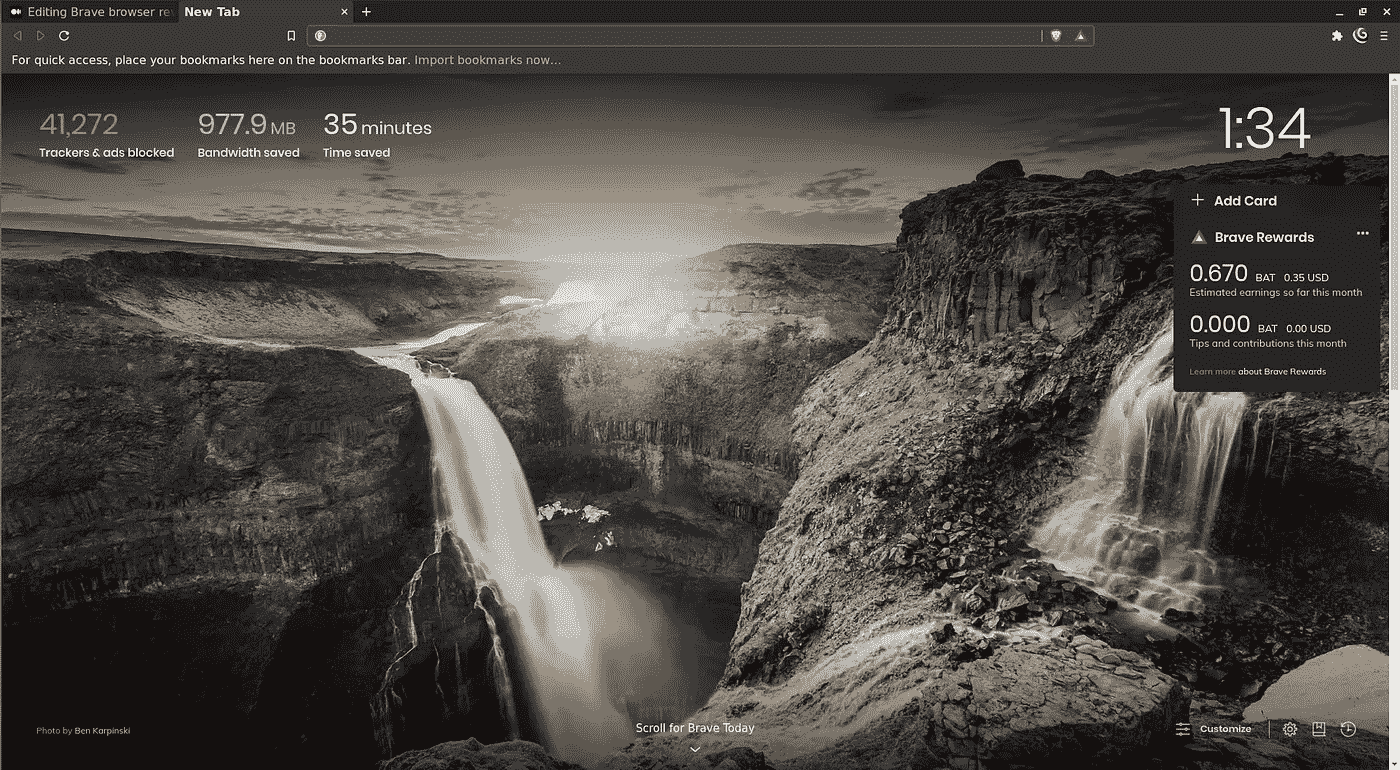 Editing Brave browser rev
New Tab
For quick access, place your bookmarks here on the bookmarks bar. Import bookmarks now...
41,272
Trackers & ads blocked
977.9 MB
Bandwidth saved
35 minutes
Time saved
1:34
Add Card
Brave Rewards
0.670 BAT 0.35 USD
Estimated earnings so far this month
0.000 BAT 0.00 USD
Tips and contributions this month
Learn more about Brave Rewards
Photo by Ben Karpinski
Scroll for Brave Today
Customize